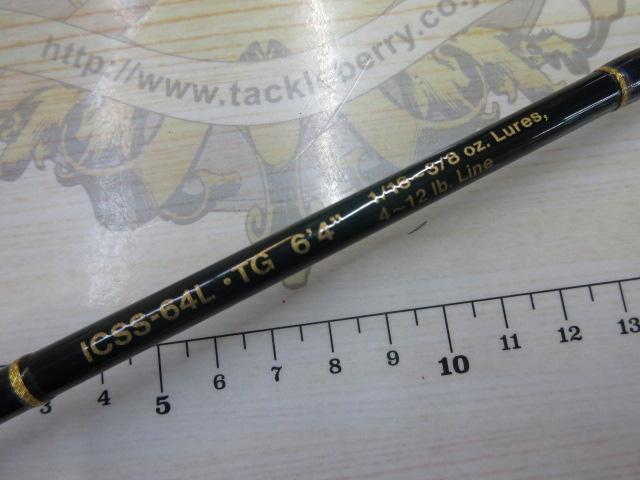 http://www.tackleberry.co.jp
1/16~3/8 oz. Lures,
ICSS-64L・TG 6'4" 4~12 lb. Line
3 4 5 6 7 8 9 10 11 12 13